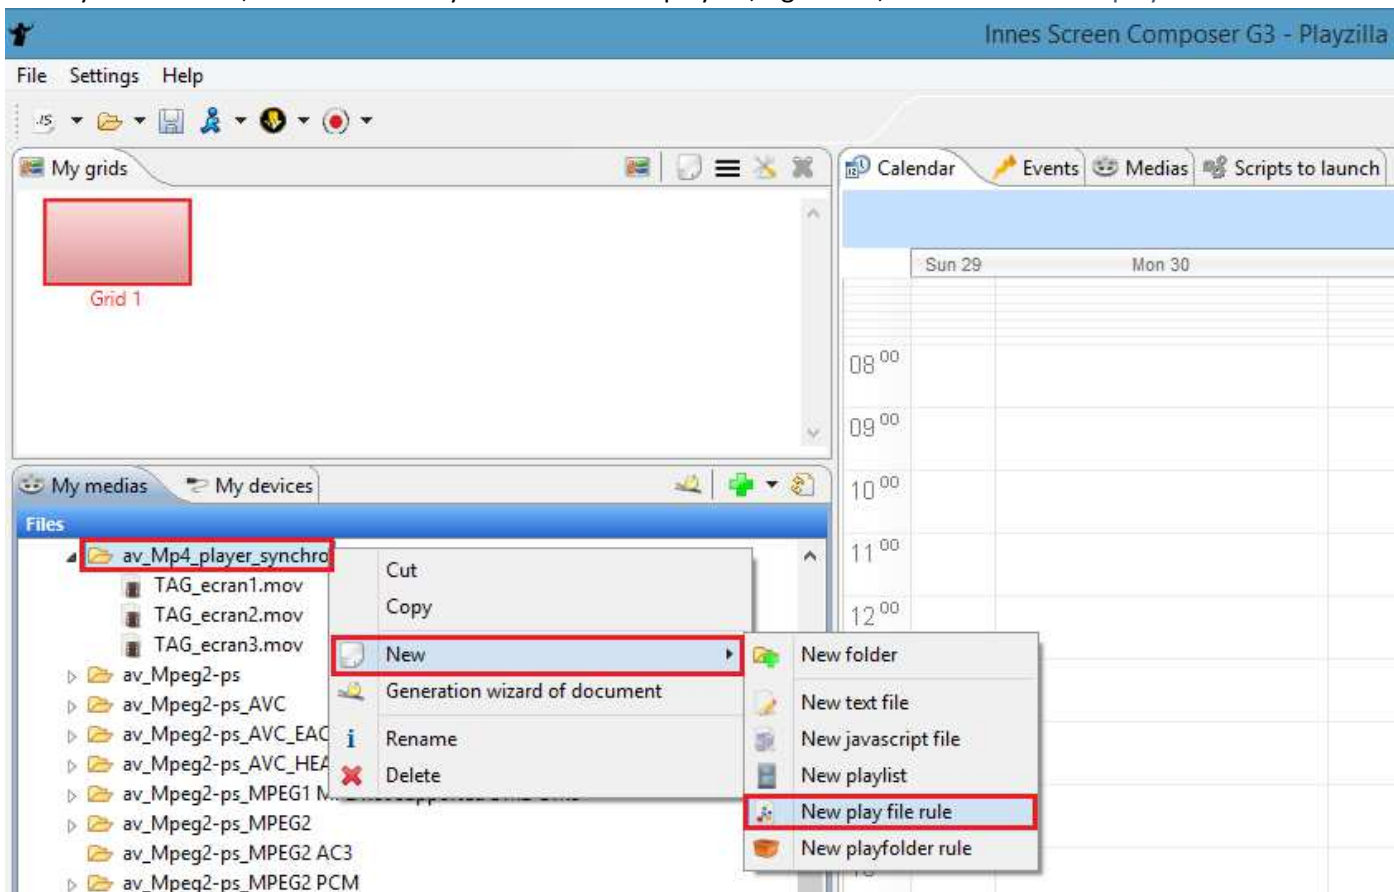 Innes Screen Composer G3 - Playzilla
File Settings Help
My grids
Calendar Events Medias Scripts to launch
Sun 29 Mon 30
Grid 1
08 00
09 00
My medias My devices
10 00
Files
av_Mp4_player_synchro
11 00
Cut
TAG_ecran1.mov
Copy
TAG_ecran2.mov
12 00
TAG_ecran3.mov
New
New folder
av_Mpeg2-ps
Generation wizard of document
av_Mpeg2-ps_AVC
New text file
av_Mpeg2-ps_AVC_EAC
Rename
New javascript file
av_Mpeg2-ps_AVC_HEA
Delete
New playlist
av_Mpeg2-ps_MPEG1
New play file rule
av_Mpeg2-ps_MPEG2
av_Mpeg2-ps_MPEG2 AC3
New playfolder rule
av_Mpeg2-ps_MPEG2 PCM